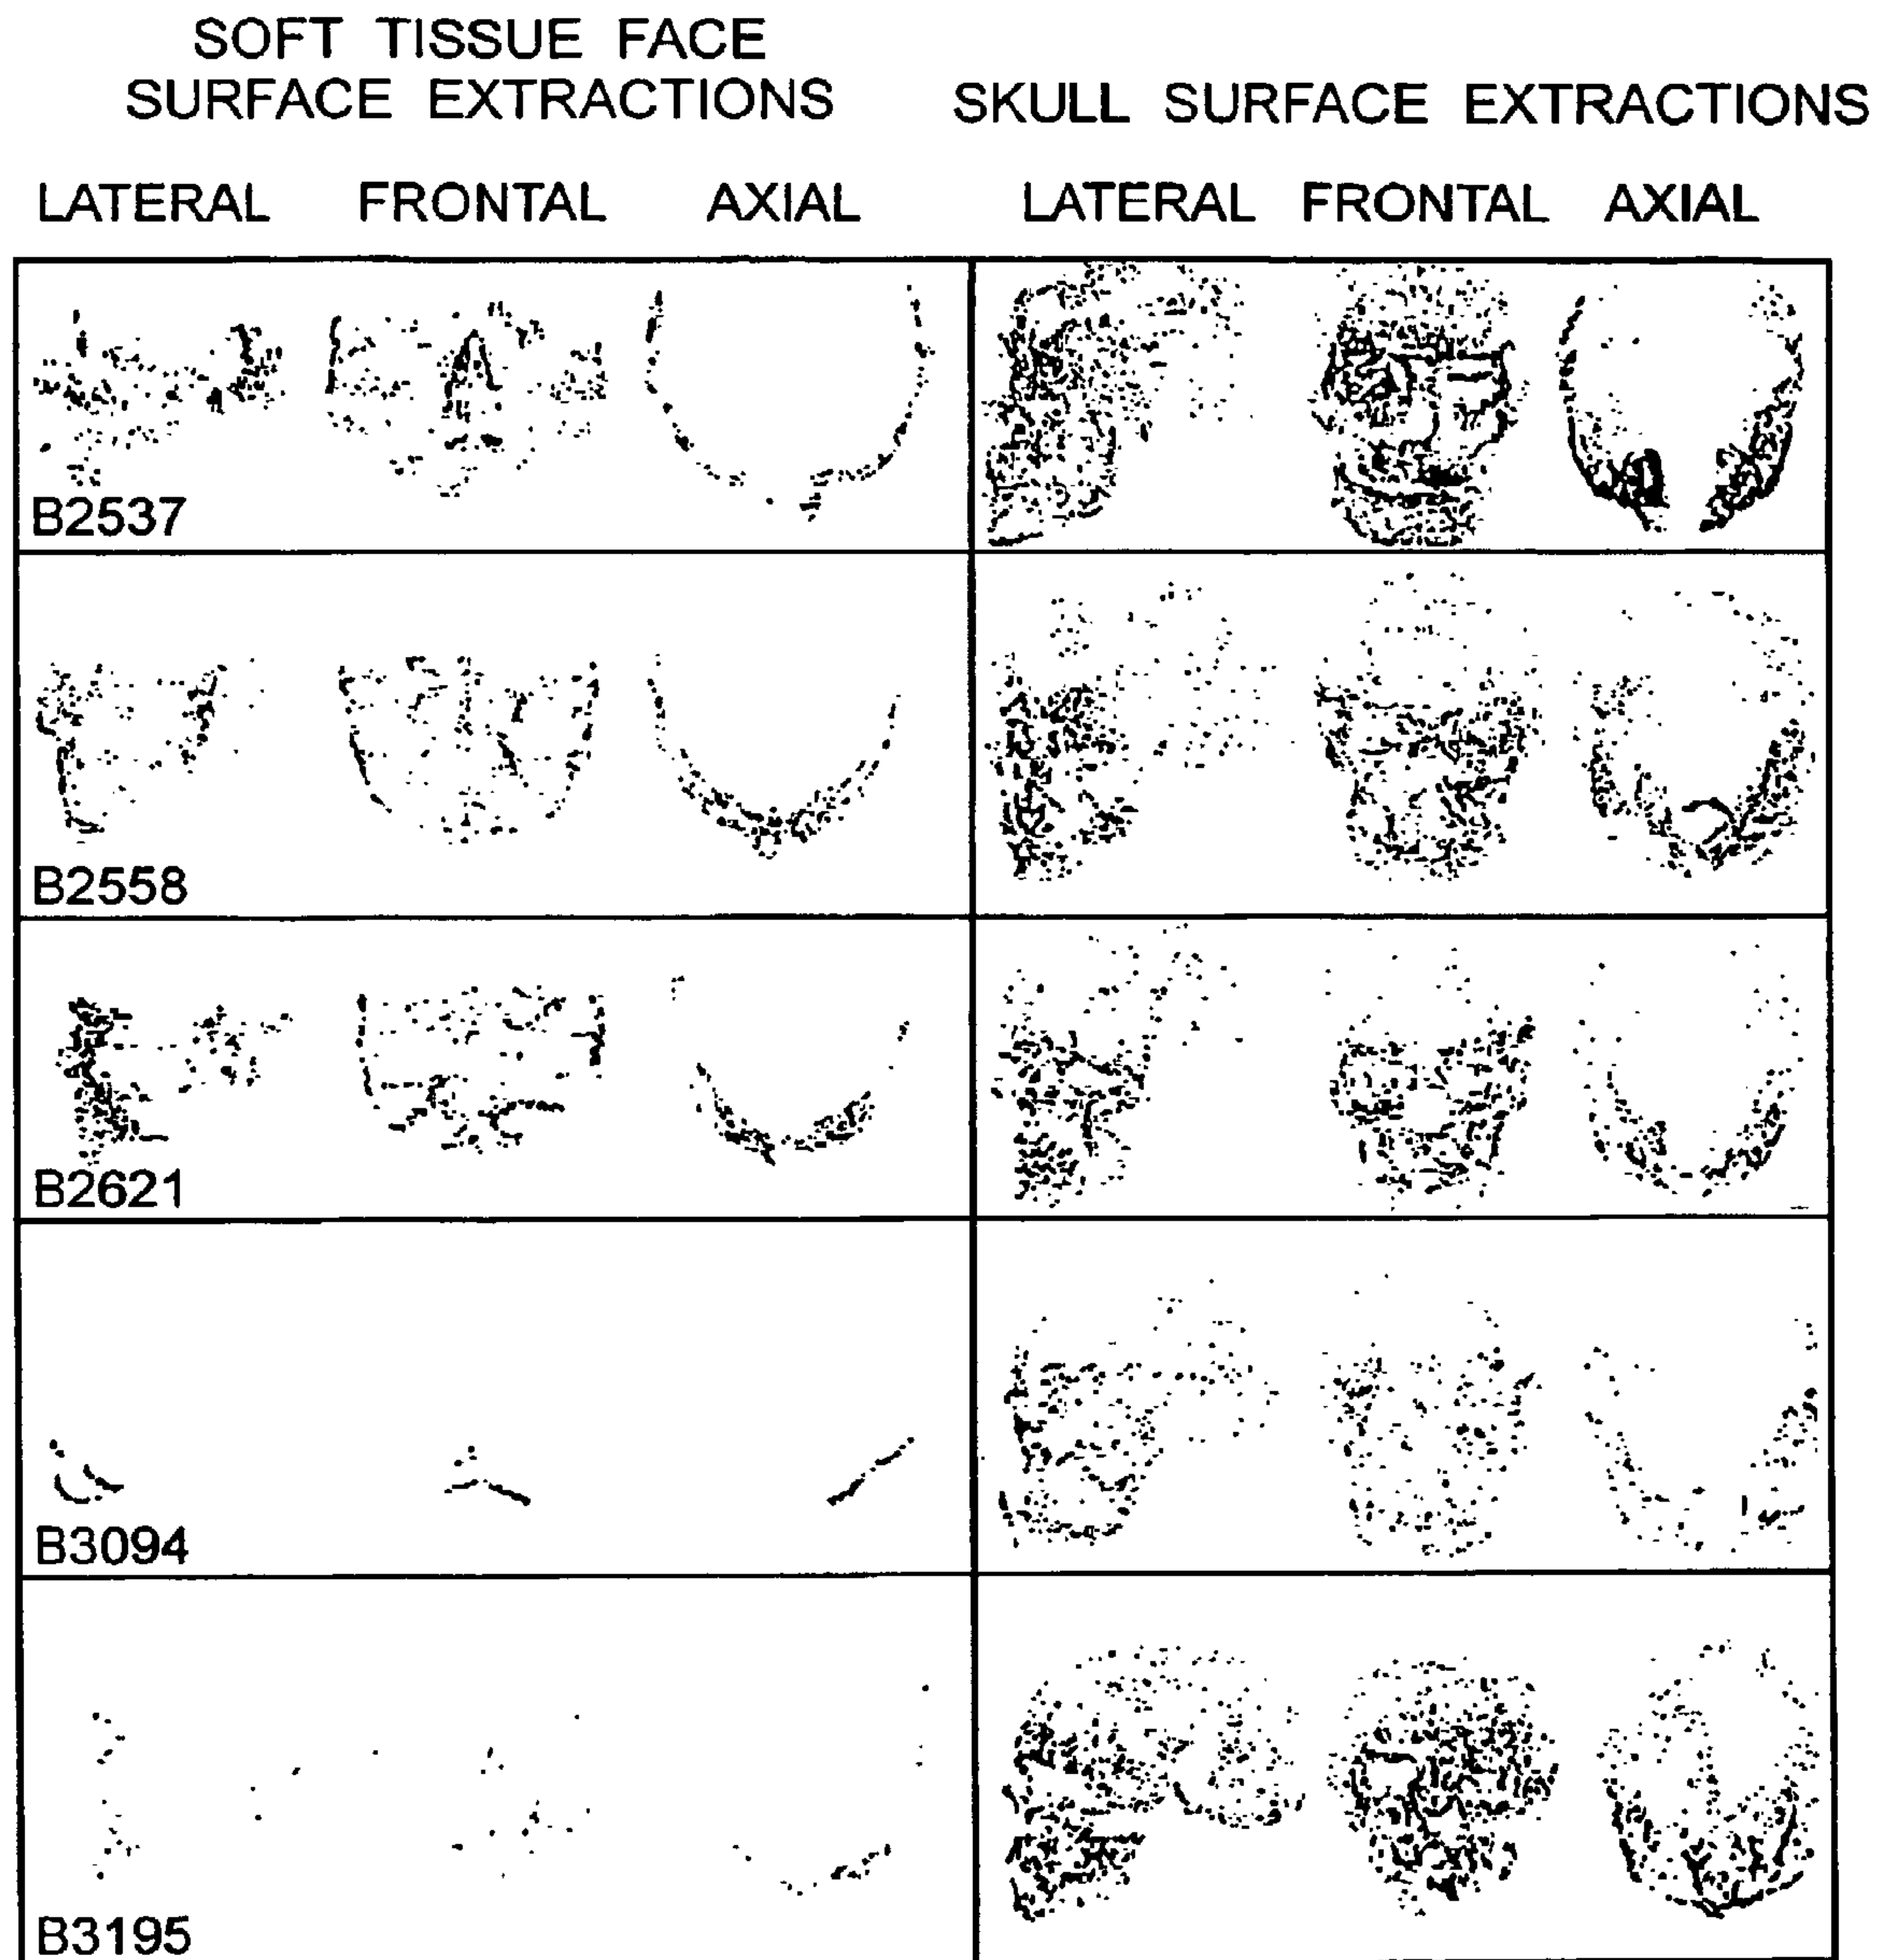 SOFT TISSUE FACE
SURFACE EXTRACTIONS
SKULL SURFACE EXTRACTIONS
LATERAL FRONTAL AXIAL LATERAL FRONTAL AXIAL
B2537
B2558
B2621
B3094
B3195